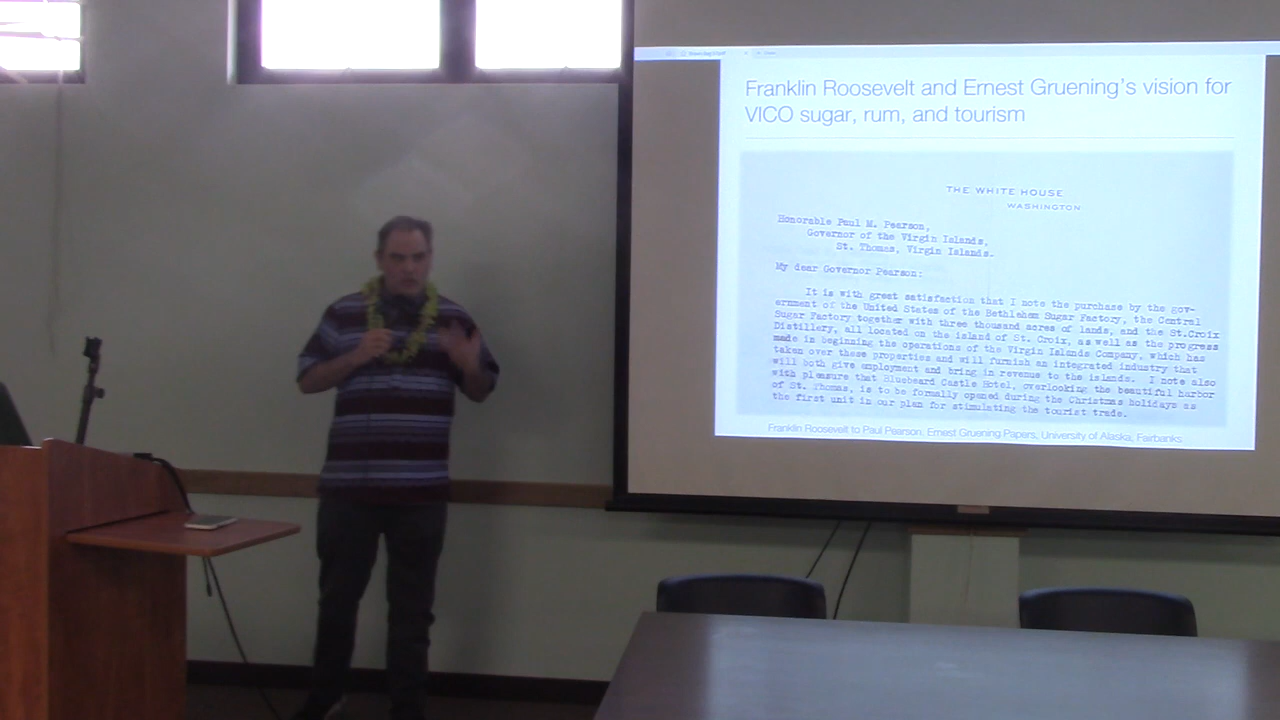 Franklin Roosevelt and Ernest Gruening's vision for
VICO sugar, rum, and tourism
THE WHITE HOUSE
WASHINGTON
Honorable Paul M. Pearson,
Governor of the Virgin Islands,
St. Thomas, Virgin Islands.
My dear Governor Pearson:
It is with great satisfaction that I note the purchase by the gov-
ernment of the United States of the Bethlehem Sugar Factory, the Central
Sugar Factory together with three thousand acres of lands, and the St.Croix
Distillery, all located on the island of St. Croix, as well as the progress
made in beginning the operations of the Virgin Islands Company, which has
taken over these properties and will furnish an integrated industry that
will both give employment and bring in revenue to the islands. I note also
with pleasure that Bluebeard Castle Hotel, overlooking the beautiful harbor
of St. Thomas, is to be formally opened during the Christmas holidays as
the first unit in our plan for stimulating the tourist trade.
Franklin Roosevelt to Paul Pearson. Ernest Gruening Papers, University of Alaska, Fairbanks